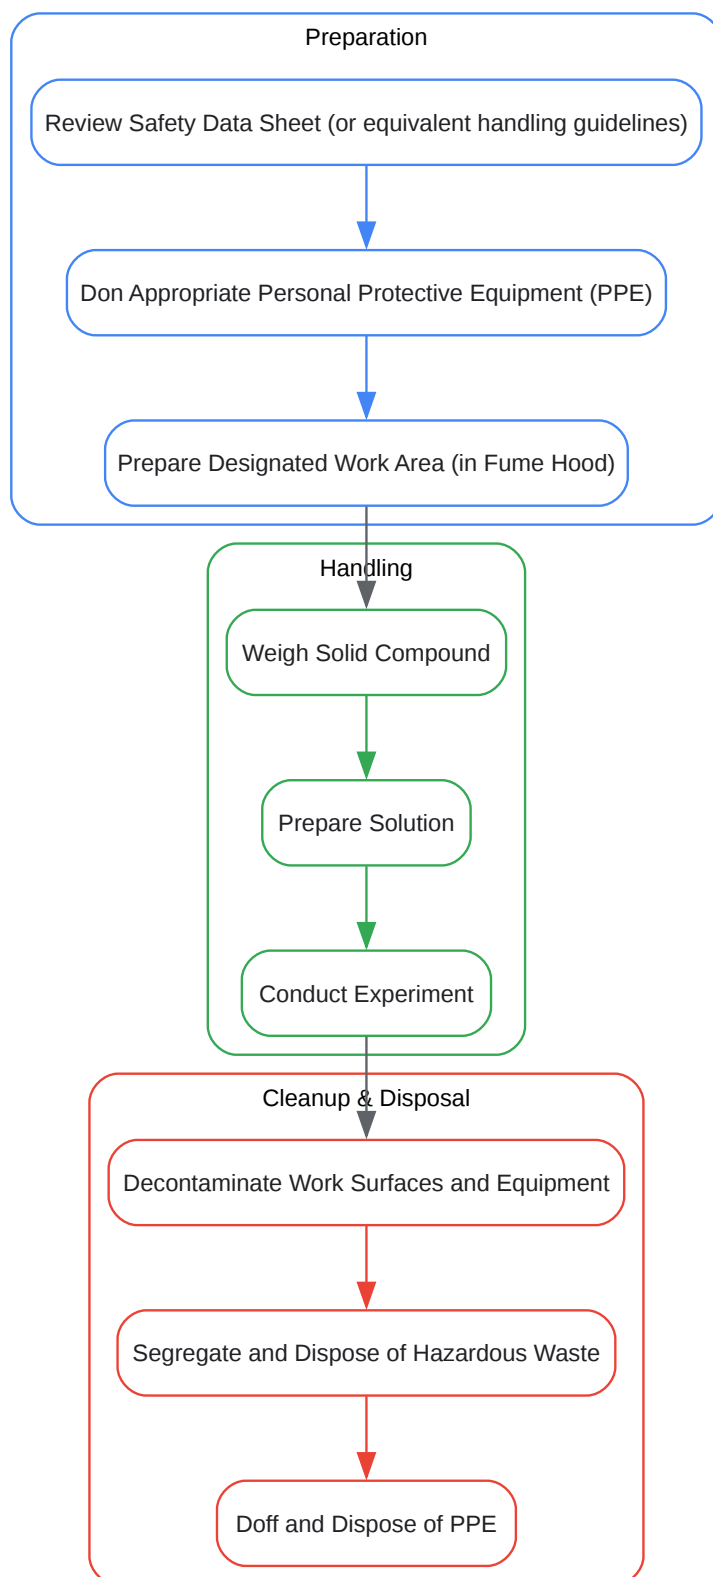 Preparation
Review Safety Data Sheet (or equivalent handling guidelines)
Don Appropriate Personal Protective Equipment (PPE)
Prepare Designated Work Area (in Fume Hood)
Handling
Weigh Solid Compound
Prepare Solution
Conduct Experiment
Cleanup & Disposal
Decontaminate Work Surfaces and Equipment
Segregate and Dispose of Hazardous Waste
Doff and Dispose of PPE